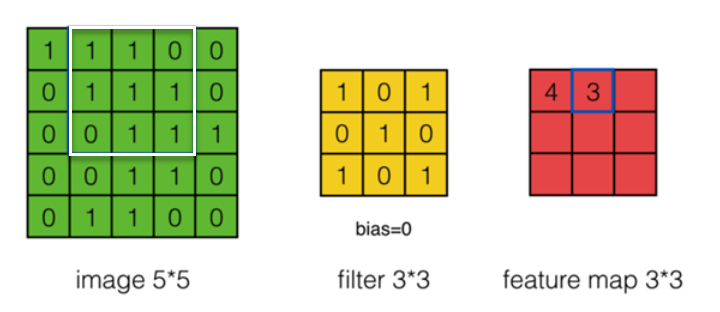 1 1 1 0 0
0 1 1 1 0
0 0 1 1 1
0 0 1 1 0
0 1 1 0 0
image 5*5
1 0 1
0 1 0
1 0 1
bias=0
filter 3*3
4 3
feature map 3*3